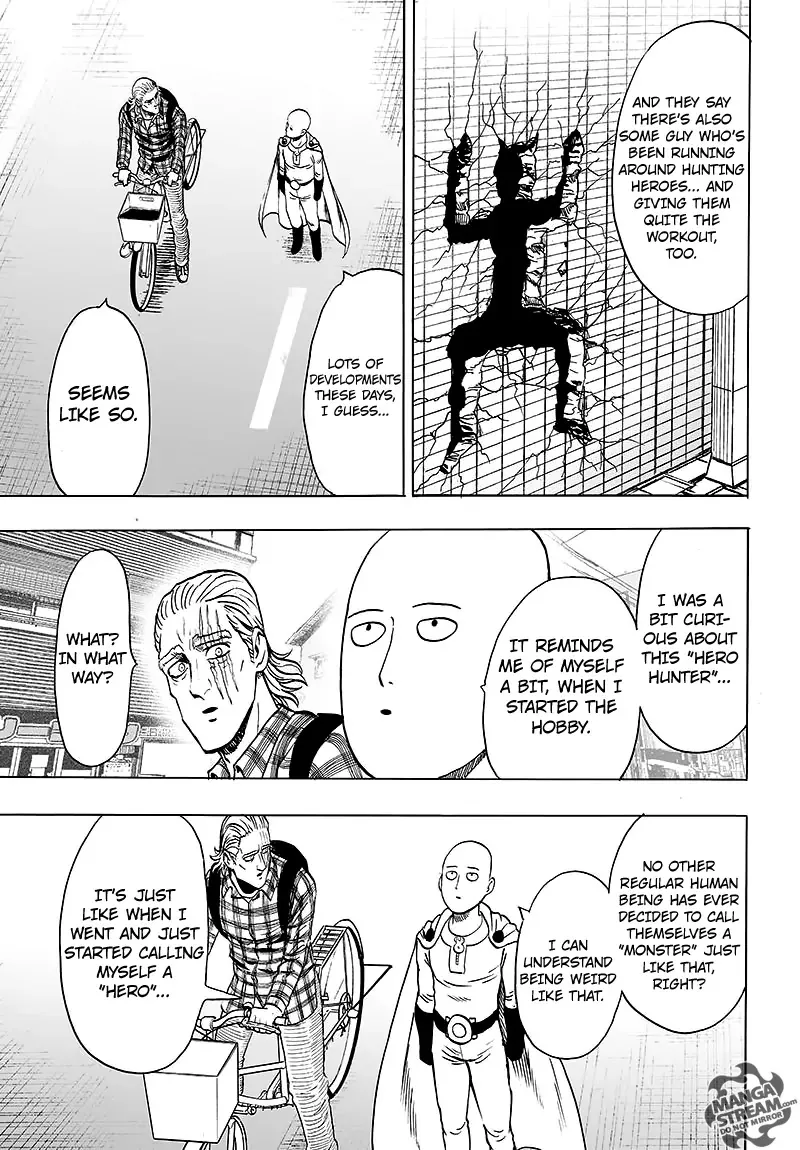 AND THEY SAY
THERE'S ALSO
SOME GUY WHO'S
BEEN RUNNING
AROUND HUNTING
HEROES... AND
GIVING THEM
QUITE THE
WORKOUT,
TOO.
LOTS OF
DEVELOPMENTS
THESE DAYS,
I GUESS...
SEEMS
LIKE SO.
I WAS A
BIT CURI-
OUS ABOUT
THIS "HERO
HUNTER"...
IT REMINDS
ME OF MYSELF
A BIT, WHEN I
STARTED THE
HOBBY.
WHAT?
IN WHAT
WAY?
NO OTHER
REGULAR HUMAN
BEING HAS EVER
DECIDED TO CALL
THEMSELVES A
"MONSTER" JUST
LIKE THAT,
RIGHT?
I CAN
UNDERSTAND
BEING WEIRD
LIKE THAT.
IT'S JUST
LIKE WHEN I
WENT AND JUST
STARTED CALLING
MYSELF A
"HERO"...
MANGA
STREAM.com
DO NOT MIRROR